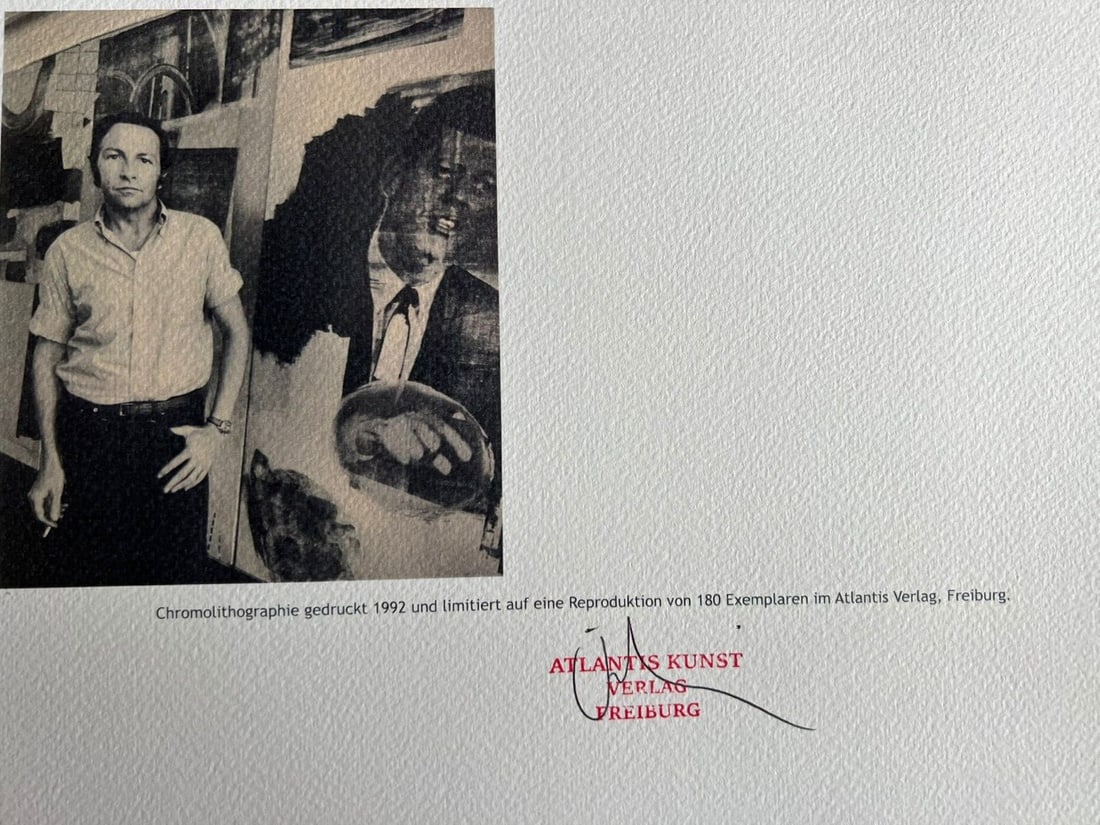 Chromolithographie gedruckt 1992 und limitiert auf eine Reproduktion von 180 Exemplaren im Atlantis Verlag, Freiburg.
ATLANTIS KUNST
VERLAG
FREIBURG